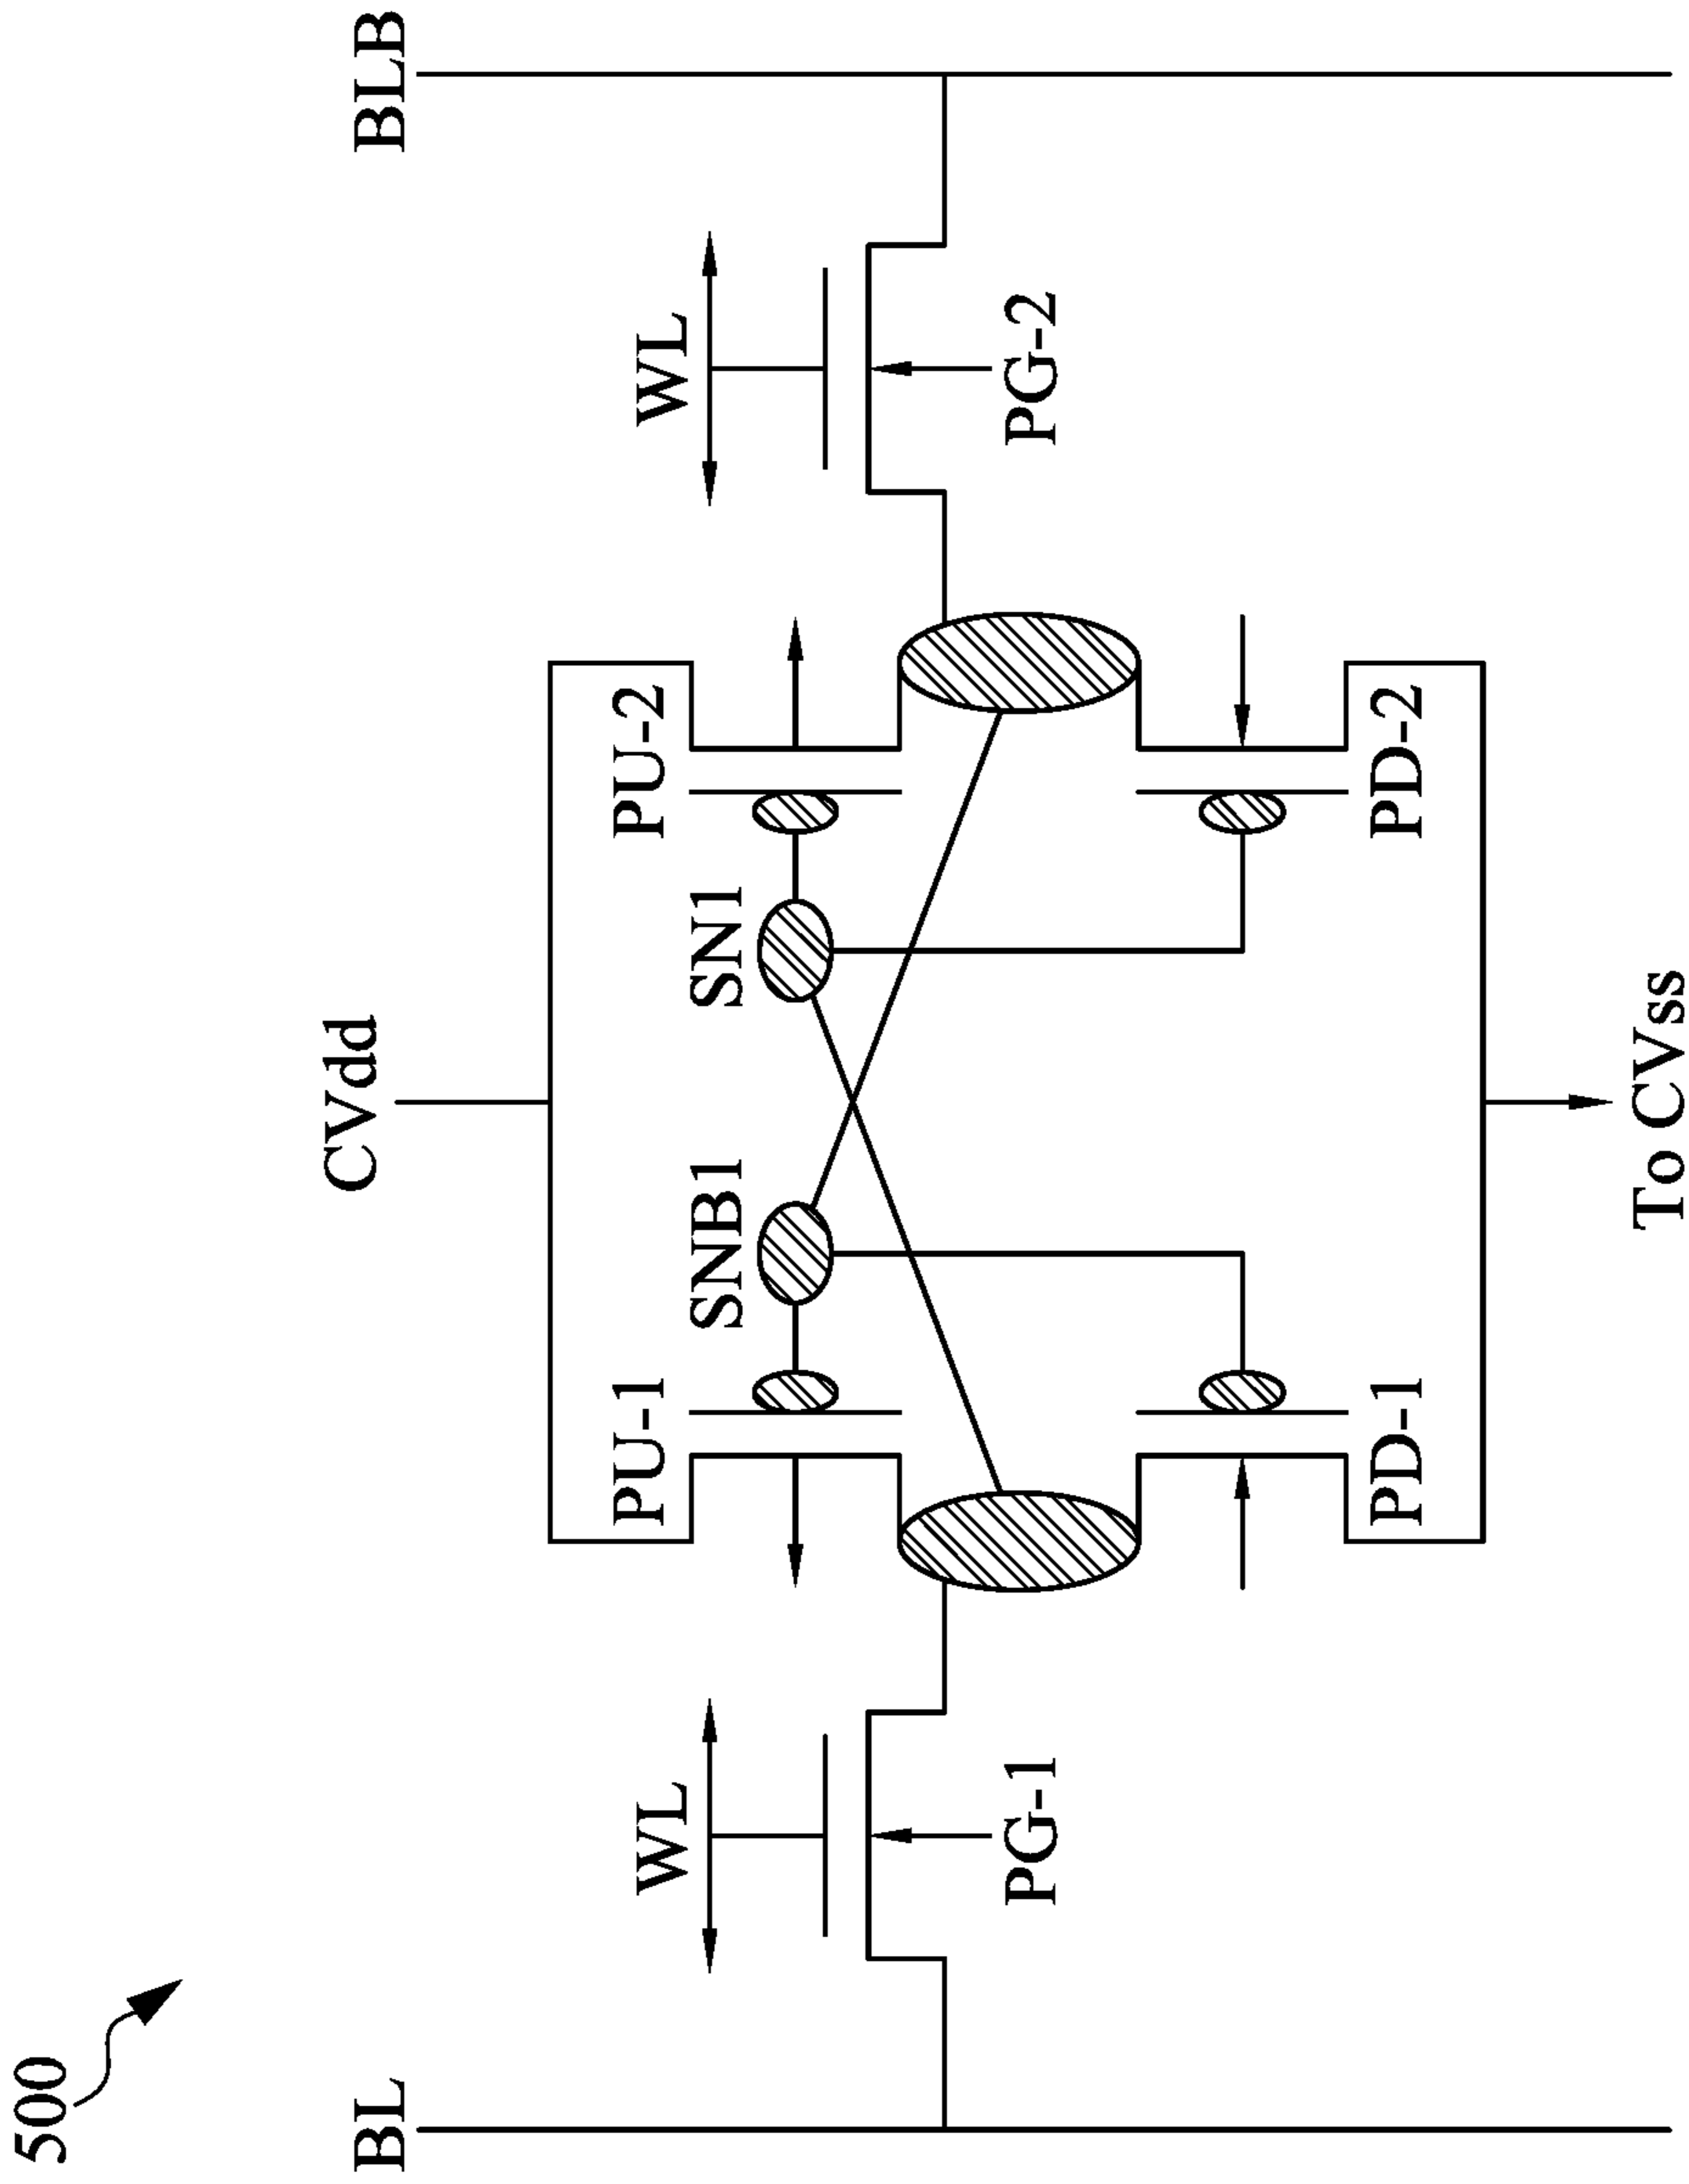 500
CVdd
BL
BLB
WL
WL
PU-1
PU-2
SNB1
SN1
PG-1
PG-2
PD-1
PD-2
To CVss